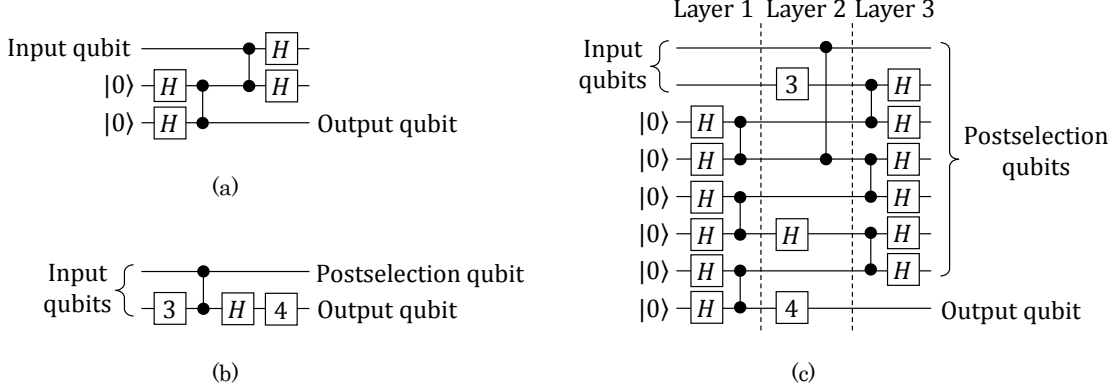 Input qubit H
|0⟩ H H
|0⟩ H Output qubit
(a)
Input qubits
Postselection qubit
3 H 4 Output qubit
(b)
Layer 1 Layer 2 Layer 3
Input qubits
3 H
|0⟩ H H
|0⟩ H H
|0⟩ H H
|0⟩ H H H
|0⟩ H H
|0⟩ H 4
Postselection qubits
Output qubit
(c)